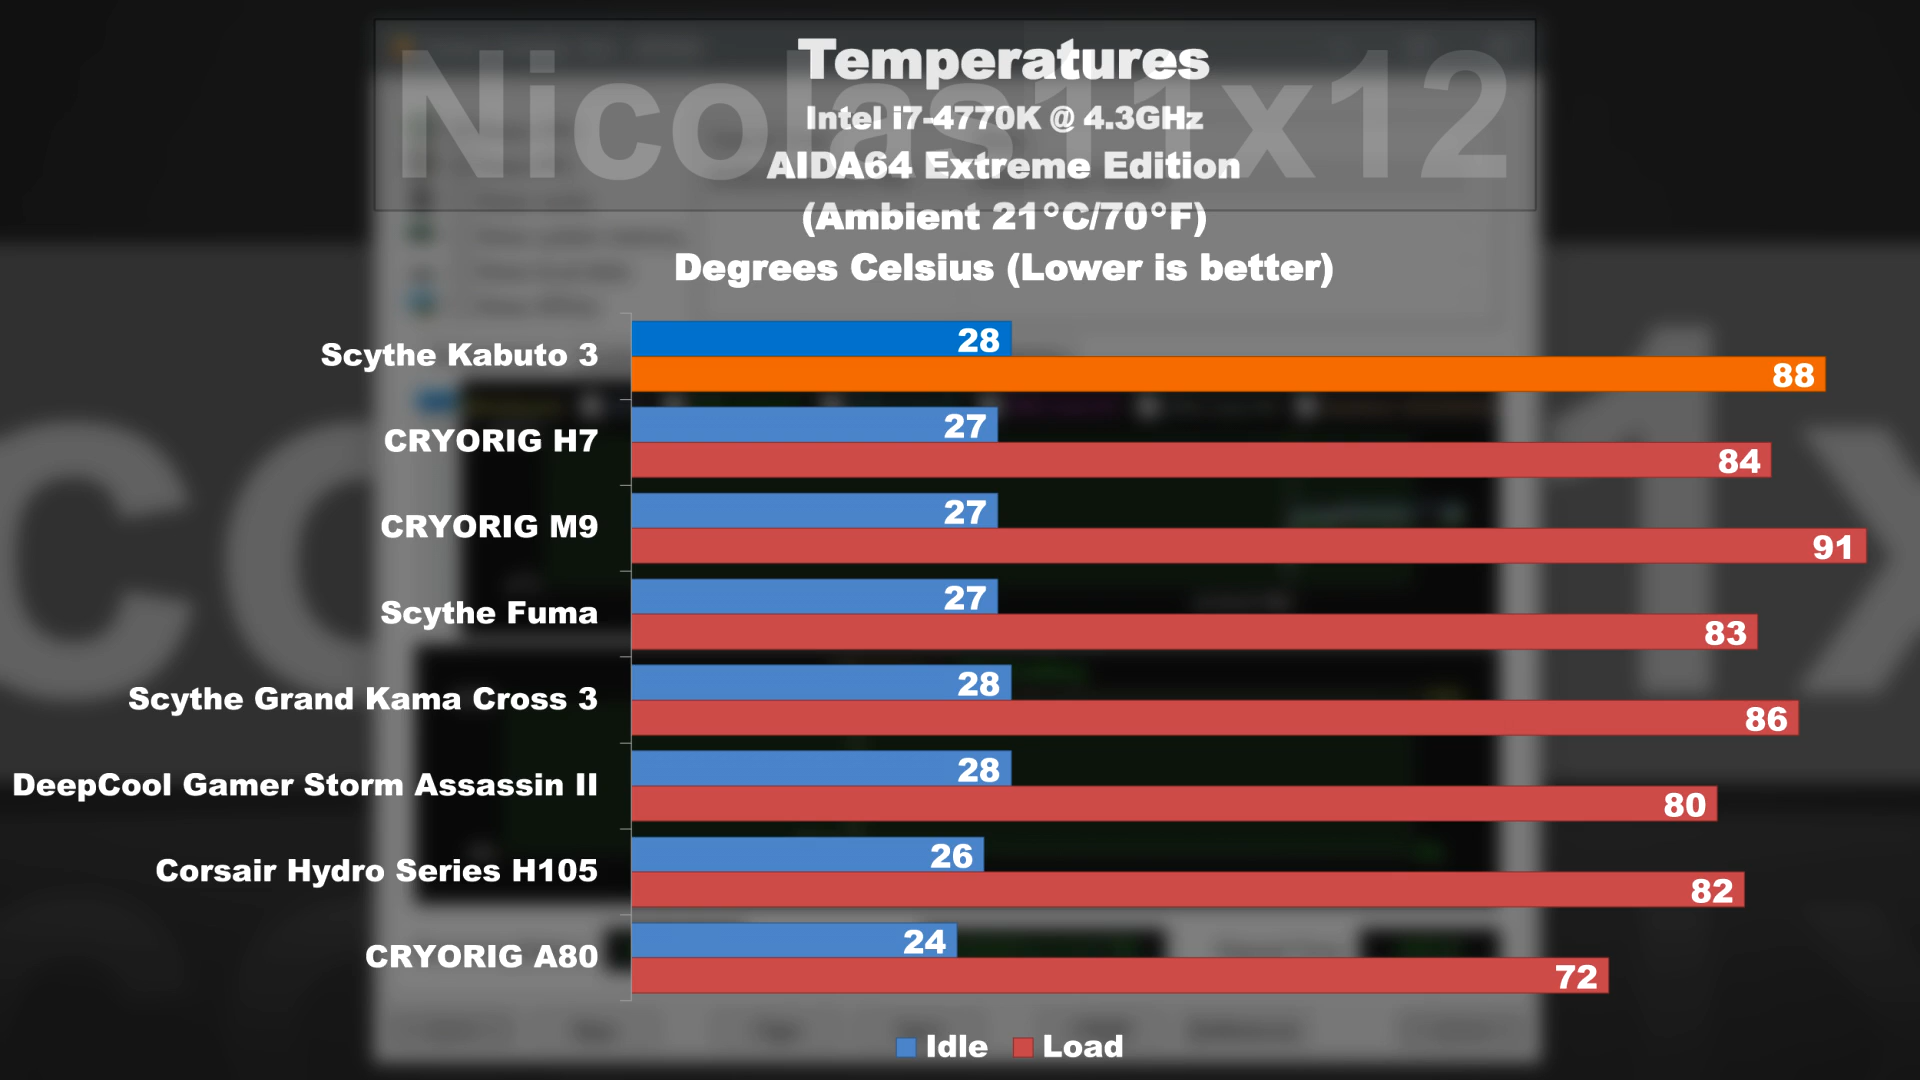 Nicolas11x12
Temperatures
Intel i7-4770K @ 4.3GHz
AIDA64 Extreme Edition
(Ambient 21°C/70°F)
Degrees Celsius (Lower is better)
Scythe Kabuto 3 28 88
CRYORIG H7 27 84
CRYORIG M9 27 91
Scythe Fuma 27 83
Scythe Grand Kama Cross 3 28 86
DeepCool Gamer Storm Assassin II 28 80
Corsair Hydro Series H105 26 82
CRYORIG A80 24 72
Idle Load